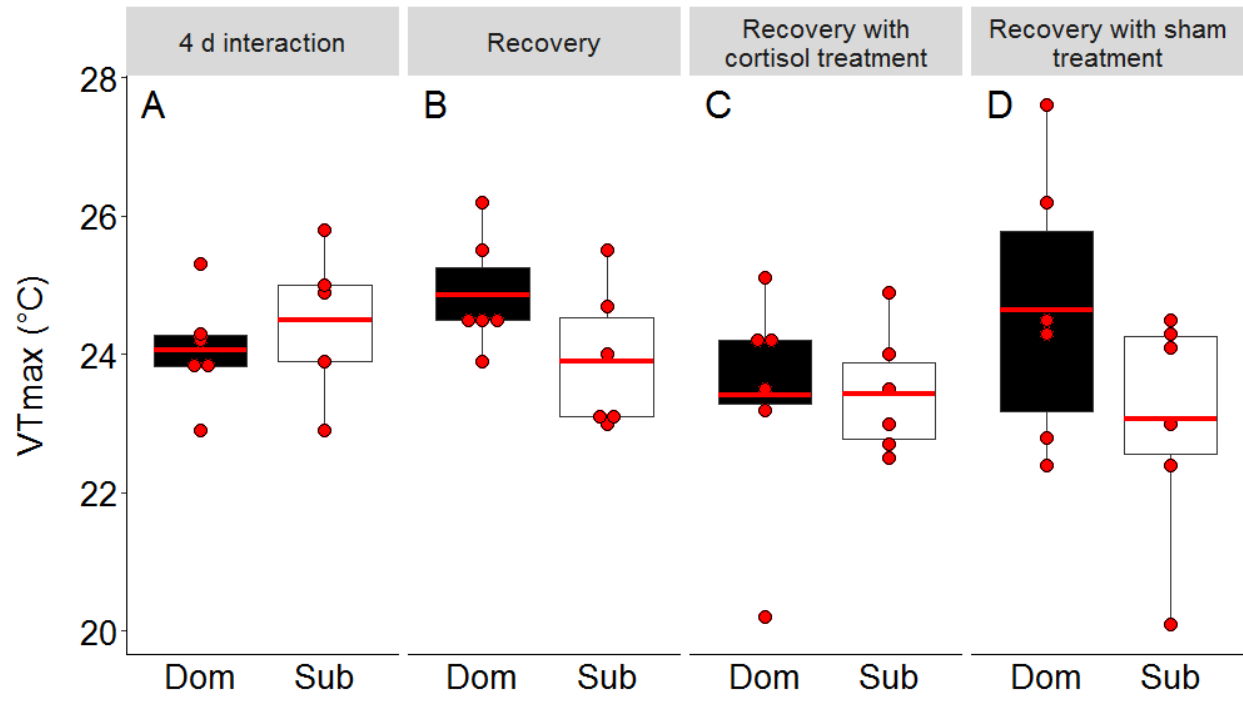 4 d interaction
Recovery
Recovery with
cortisol treatment
Recovery with sham
treatment
A
B
C
D
VTmax (°C)
28
26
24
22
20
Dom
Sub
Dom
Sub
Dom
Sub
Dom
Sub